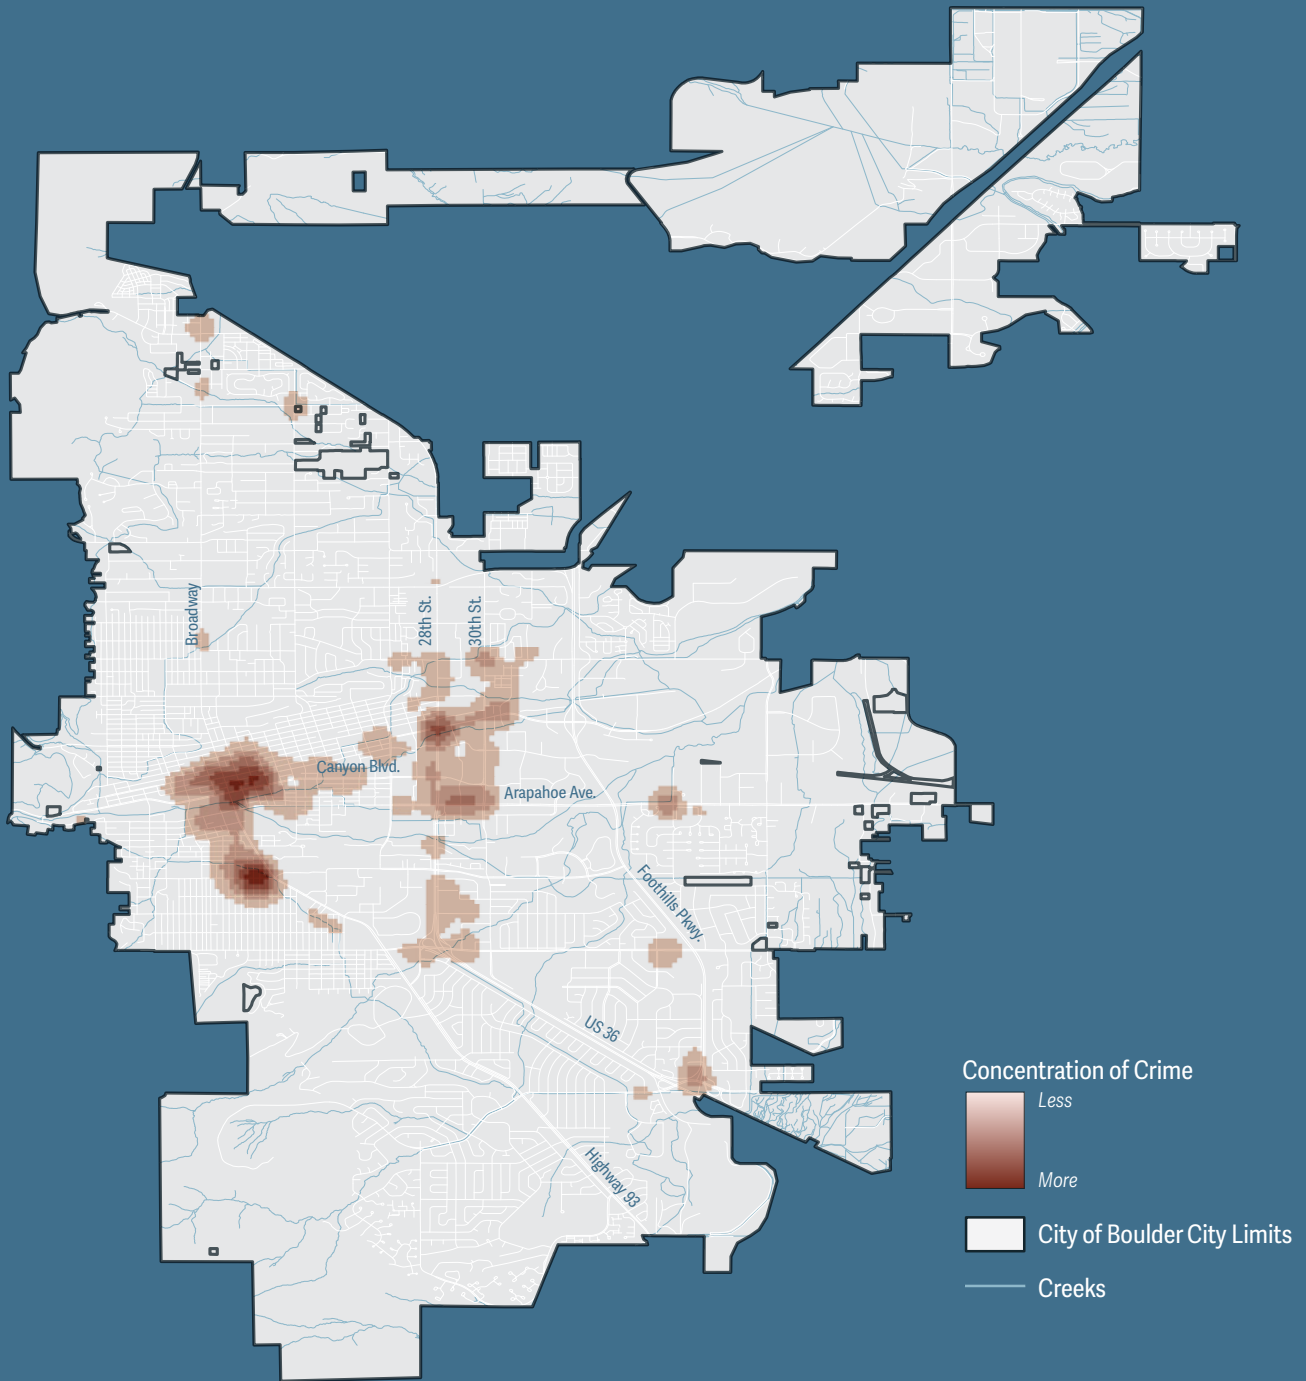 Broadway
28th St.
30th St.
Canyon Blvd.
Arapahoe Ave.
Foothills Pkwy.
US 36
Highway 93
Concentration of Crime
Less
More
City of Boulder City Limits
Creeks